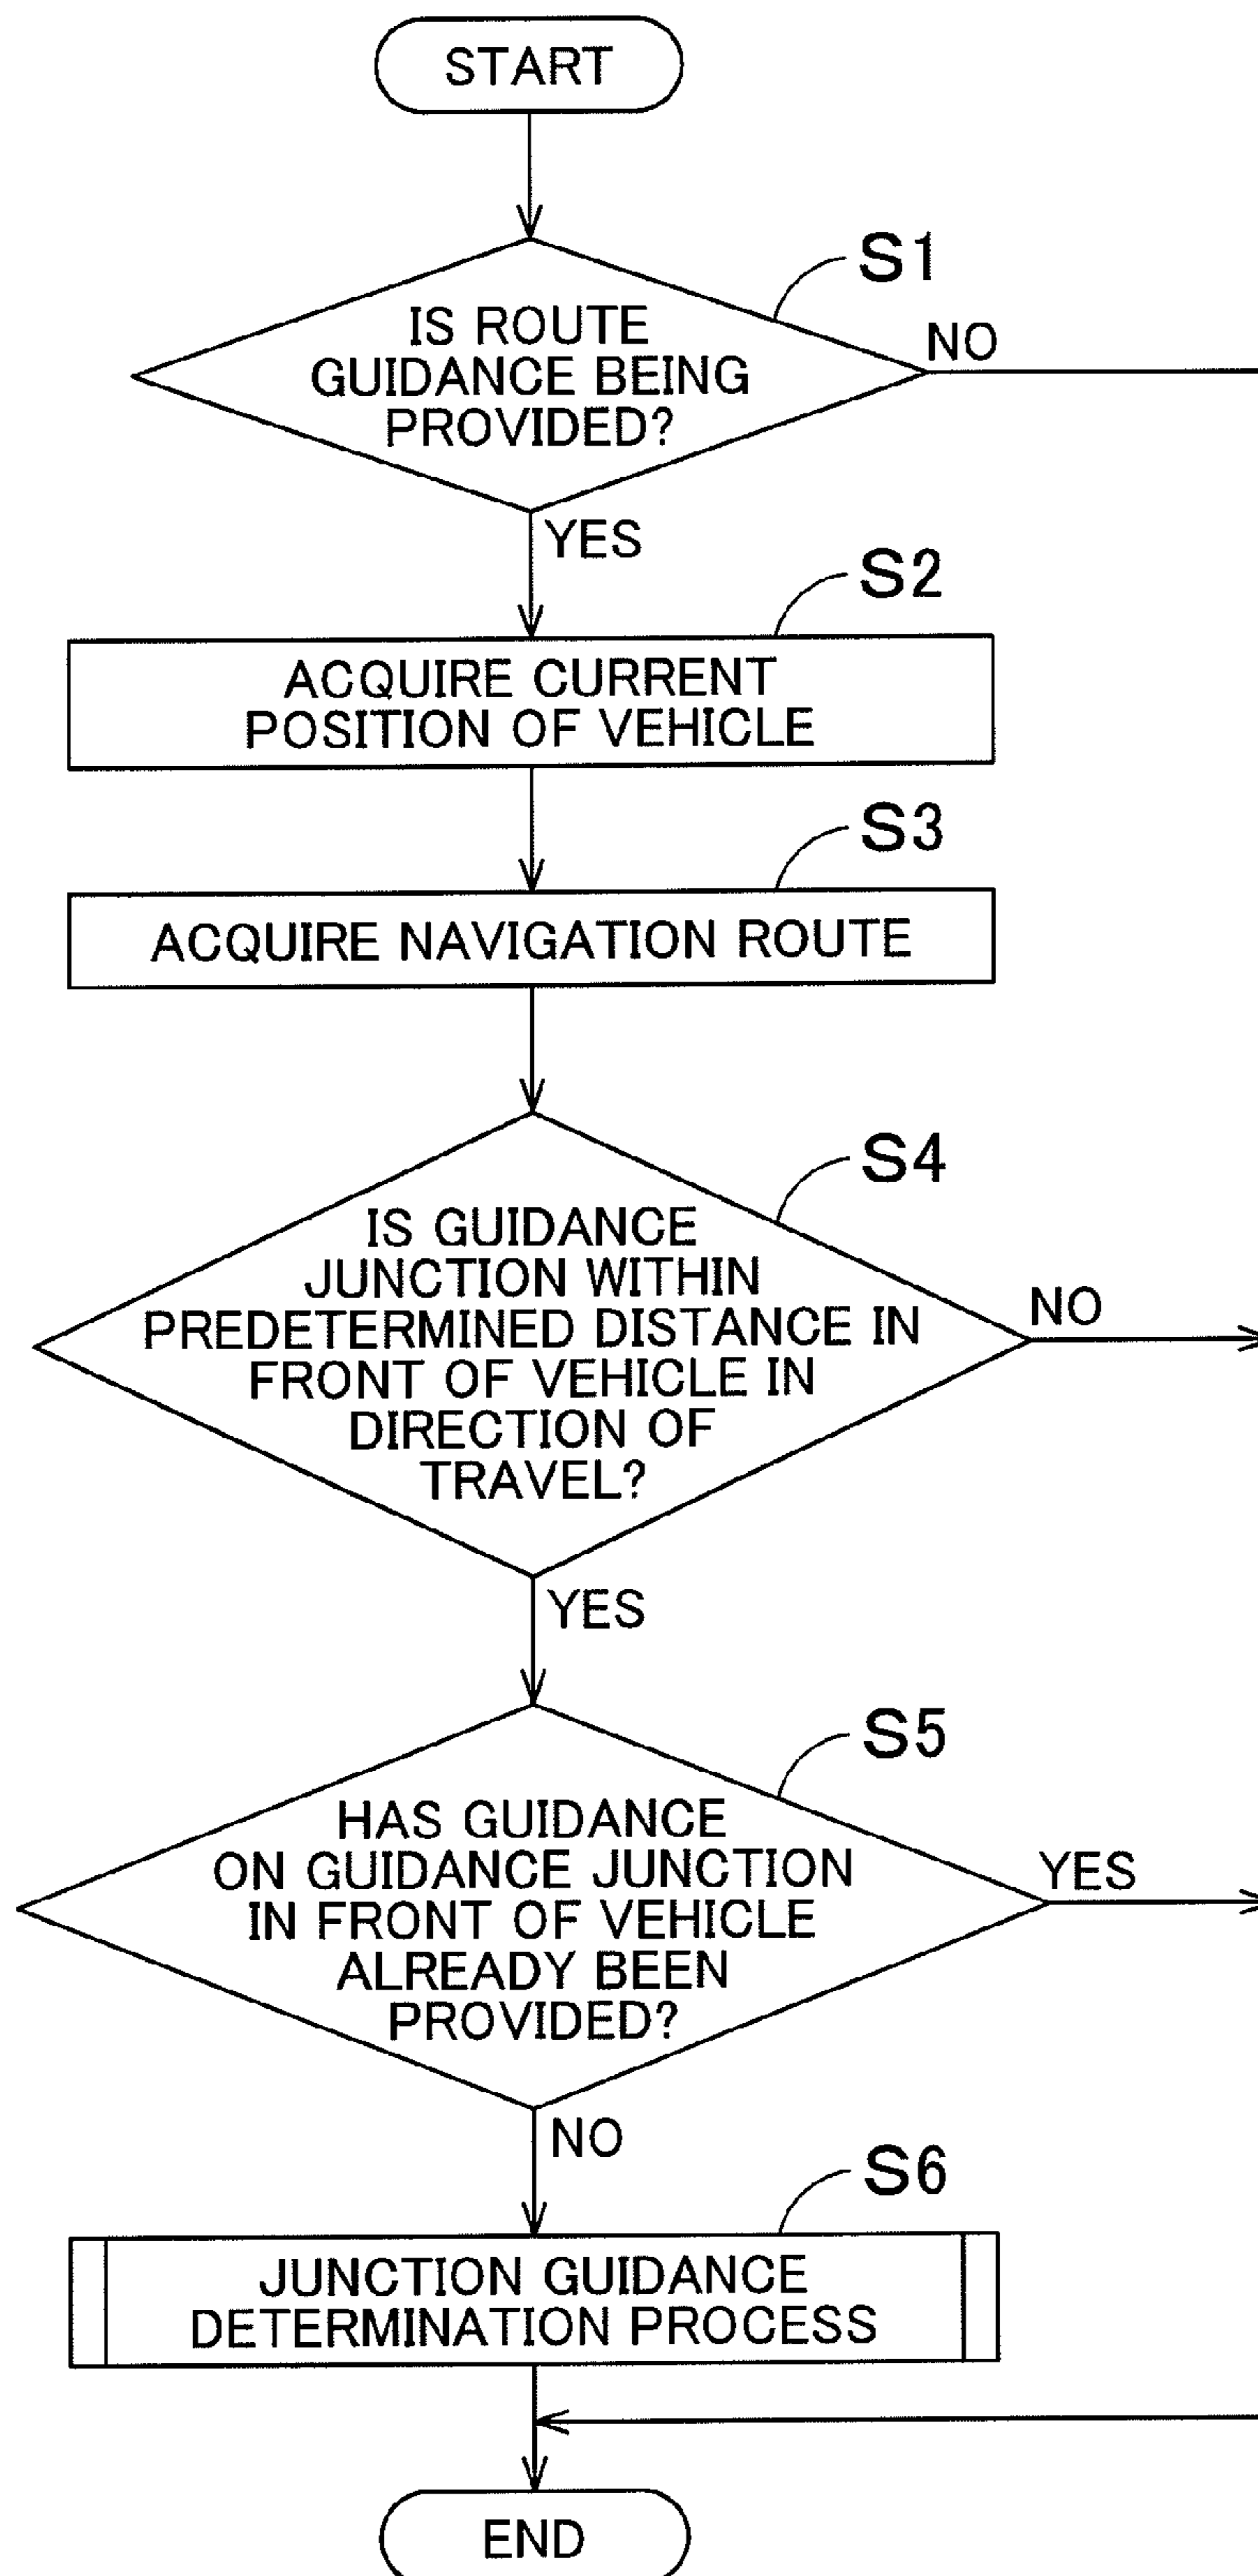 START
S1
IS ROUTE
GUIDANCE BEING
PROVIDED?
NO
YES
S2
ACQUIRE CURRENT
POSITION OF VEHICLE
S3
ACQUIRE NAVIGATION ROUTE
S4
IS GUIDANCE
JUNCTION WITHIN
PREDETERMINED DISTANCE IN
FRONT OF VEHICLE IN
DIRECTION OF
TRAVEL?
NO
YES
S5
HAS GUIDANCE
ON GUIDANCE JUNCTION
IN FRONT OF VEHICLE
ALREADY BEEN
PROVIDED?
YES
NO
S6
JUNCTION GUIDANCE
DETERMINATION PROCESS
END